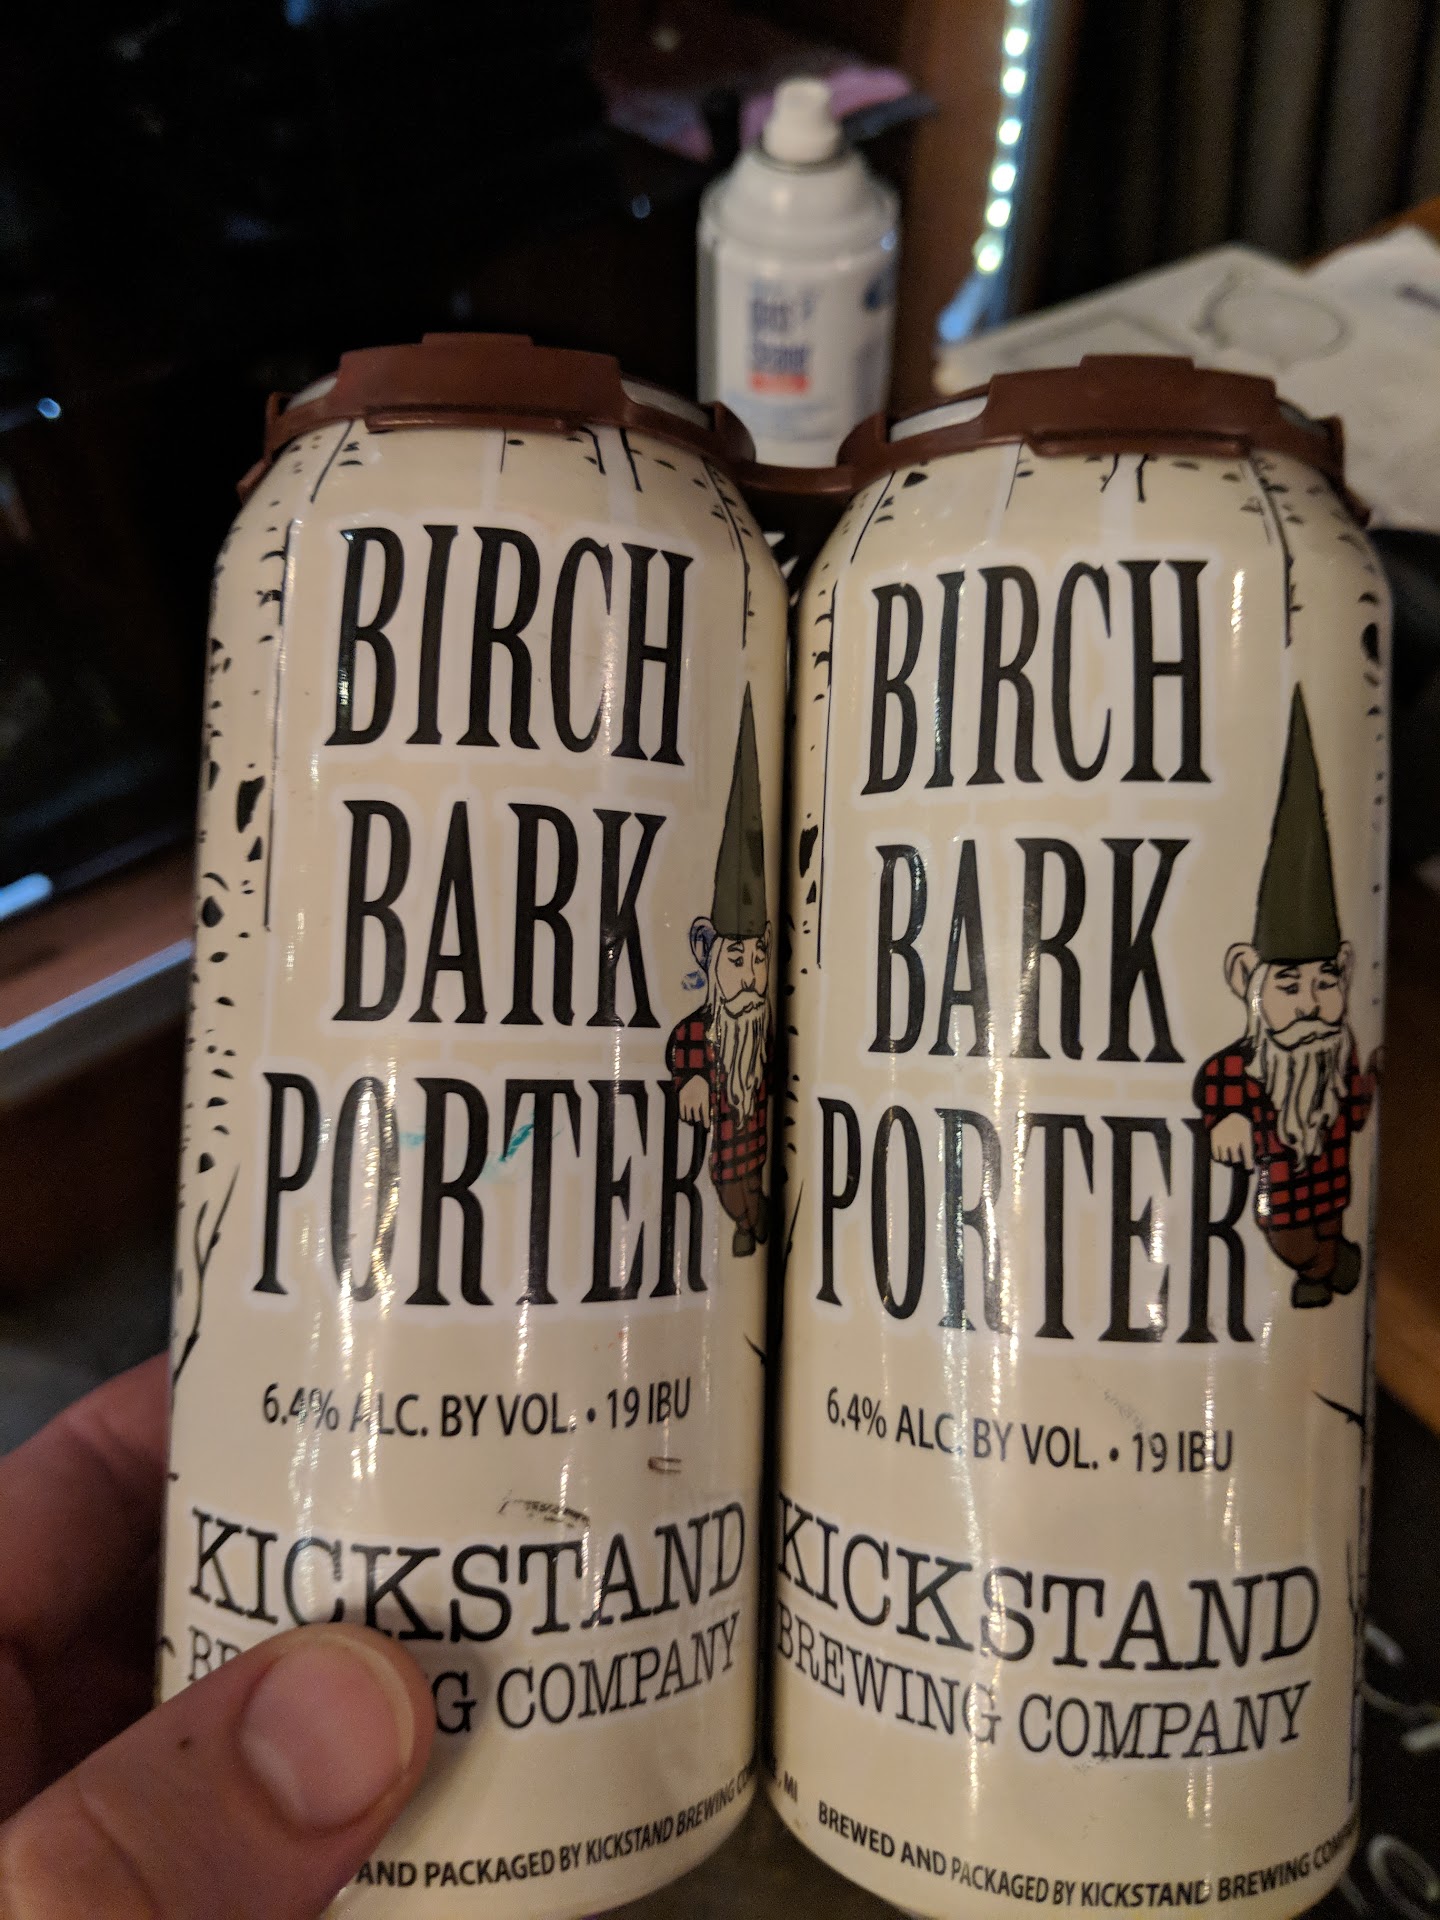 BIRCH
BARK
PORTER
6.4% ALC. BY VOL. • 19 IBU
KICKSTAND
COMPANY
AND PACKAGED BY KICKSTAND BREWING
BIRCH
BARK
PORTER
6.4% ALC. BY VOL. • 19 IBU
KICKSTAND
BREWING COMPANY
, MI
BREWED AND PACKAGED BY KICKSTAND BREWING